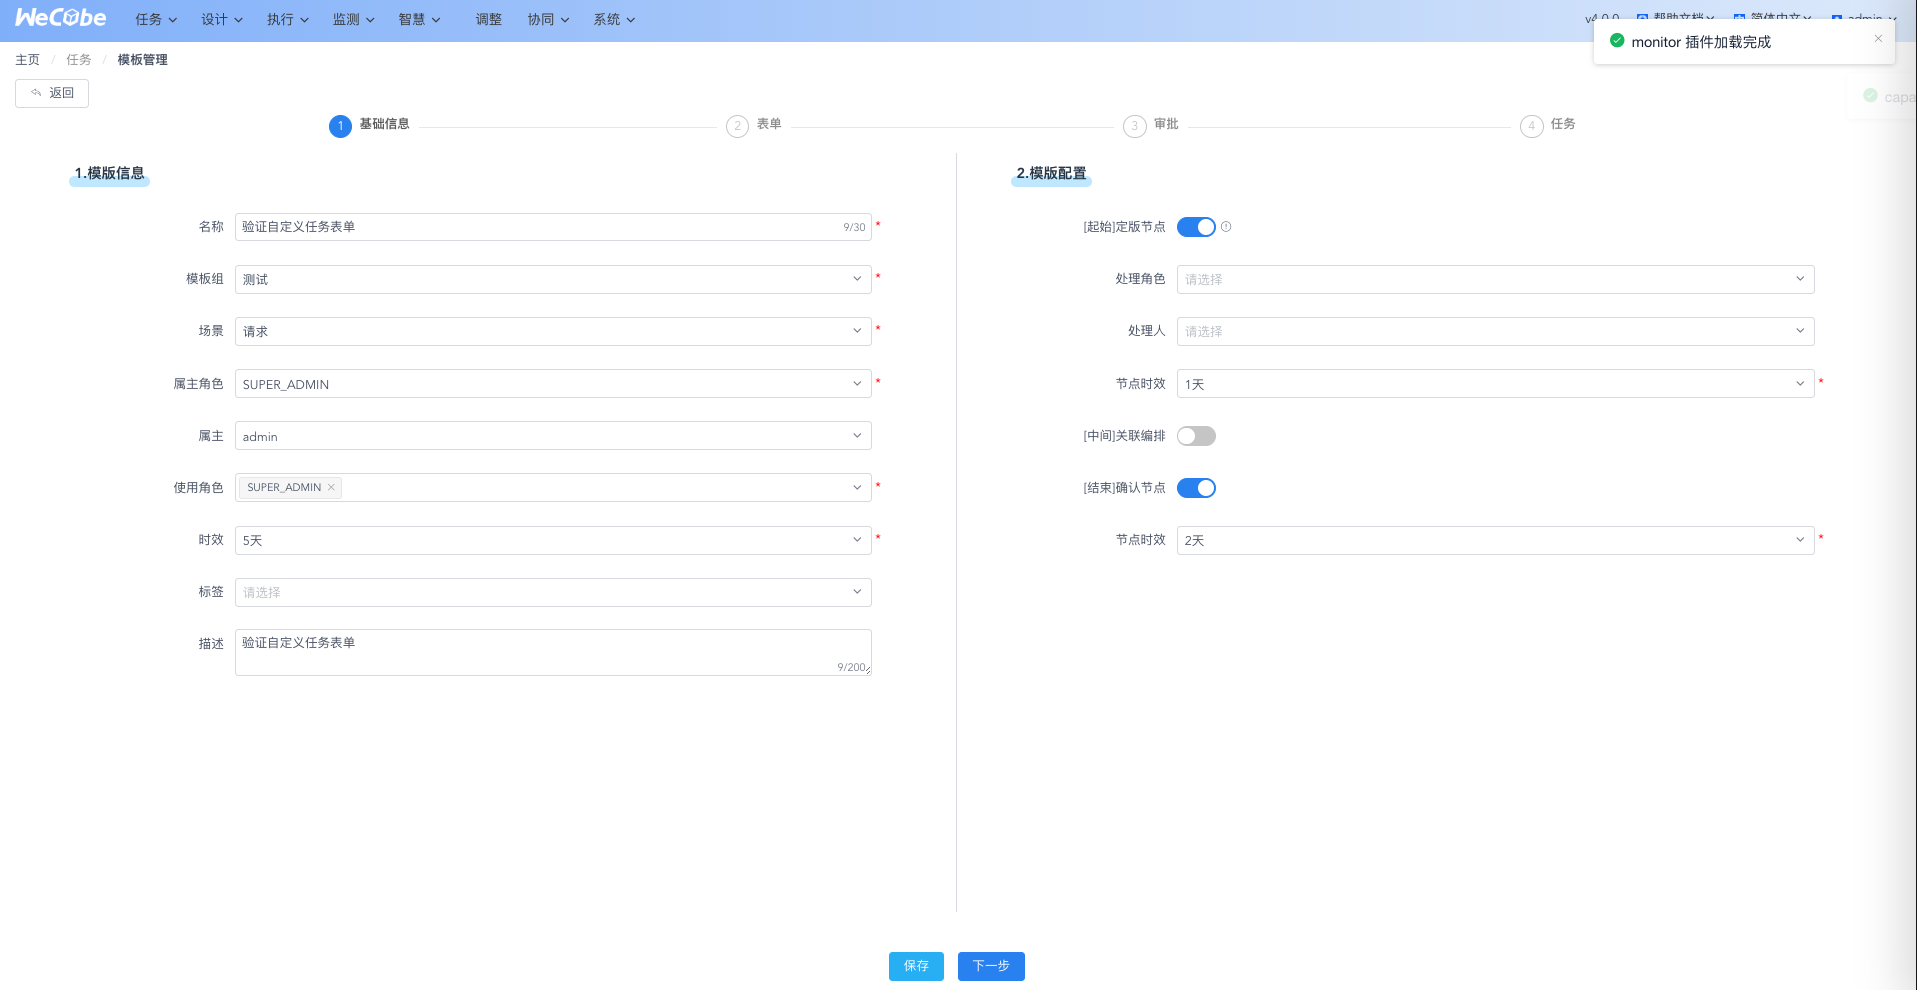 WeCube 任务 设计 执行 监测 智慧 调整 协同 系统 v4.0.0 帮助文档 简体中文 admin
monitor 插件加载完成
主页 / 任务 / 模板管理
返回
capa
1 基础信息 2 表单 3 审批 4 任务
1.模版信息
名称 验证自定义任务表单 9/30 *
模板组 测试 *
场景 请求 *
属主角色 SUPER_ADMIN *
属主 admin
使用角色 SUPER_ADMIN *
时效 5天 *
标签 请选择
描述 验证自定义任务表单
9/200
2.模版配置
[起始]定版节点
处理角色 请选择
处理人 请选择
节点时效 1天 *
[中间]关联编排
[结束]确认节点
节点时效 2天 *
保存 下一步